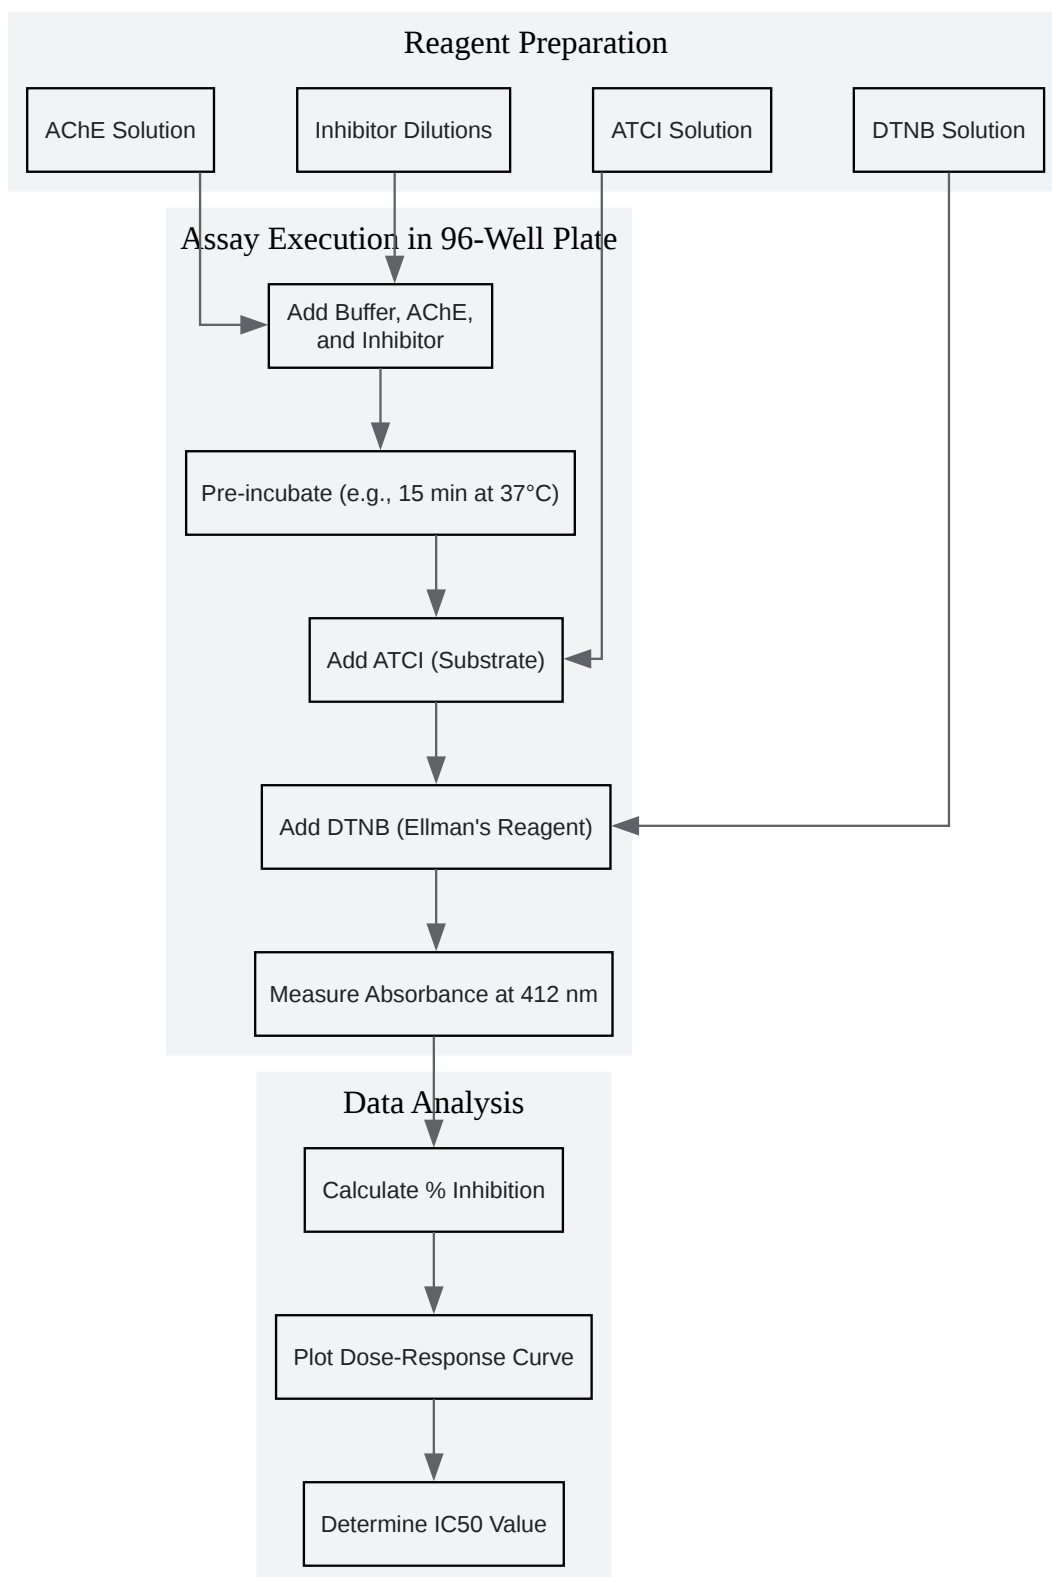 Reagent Preparation
AChE Solution
Inhibitor Dilutions
ATCI Solution
DTNB Solution
Assay Execution in 96-Well Plate
Add Buffer, AChE,
and Inhibitor
Pre-incubate (e.g., 15 min at 37°C)
Add ATCI (Substrate)
Add DTNB (Ellman's Reagent)
Measure Absorbance at 412 nm
Data Analysis
Calculate % Inhibition
Plot Dose-Response Curve
Determine IC50 Value